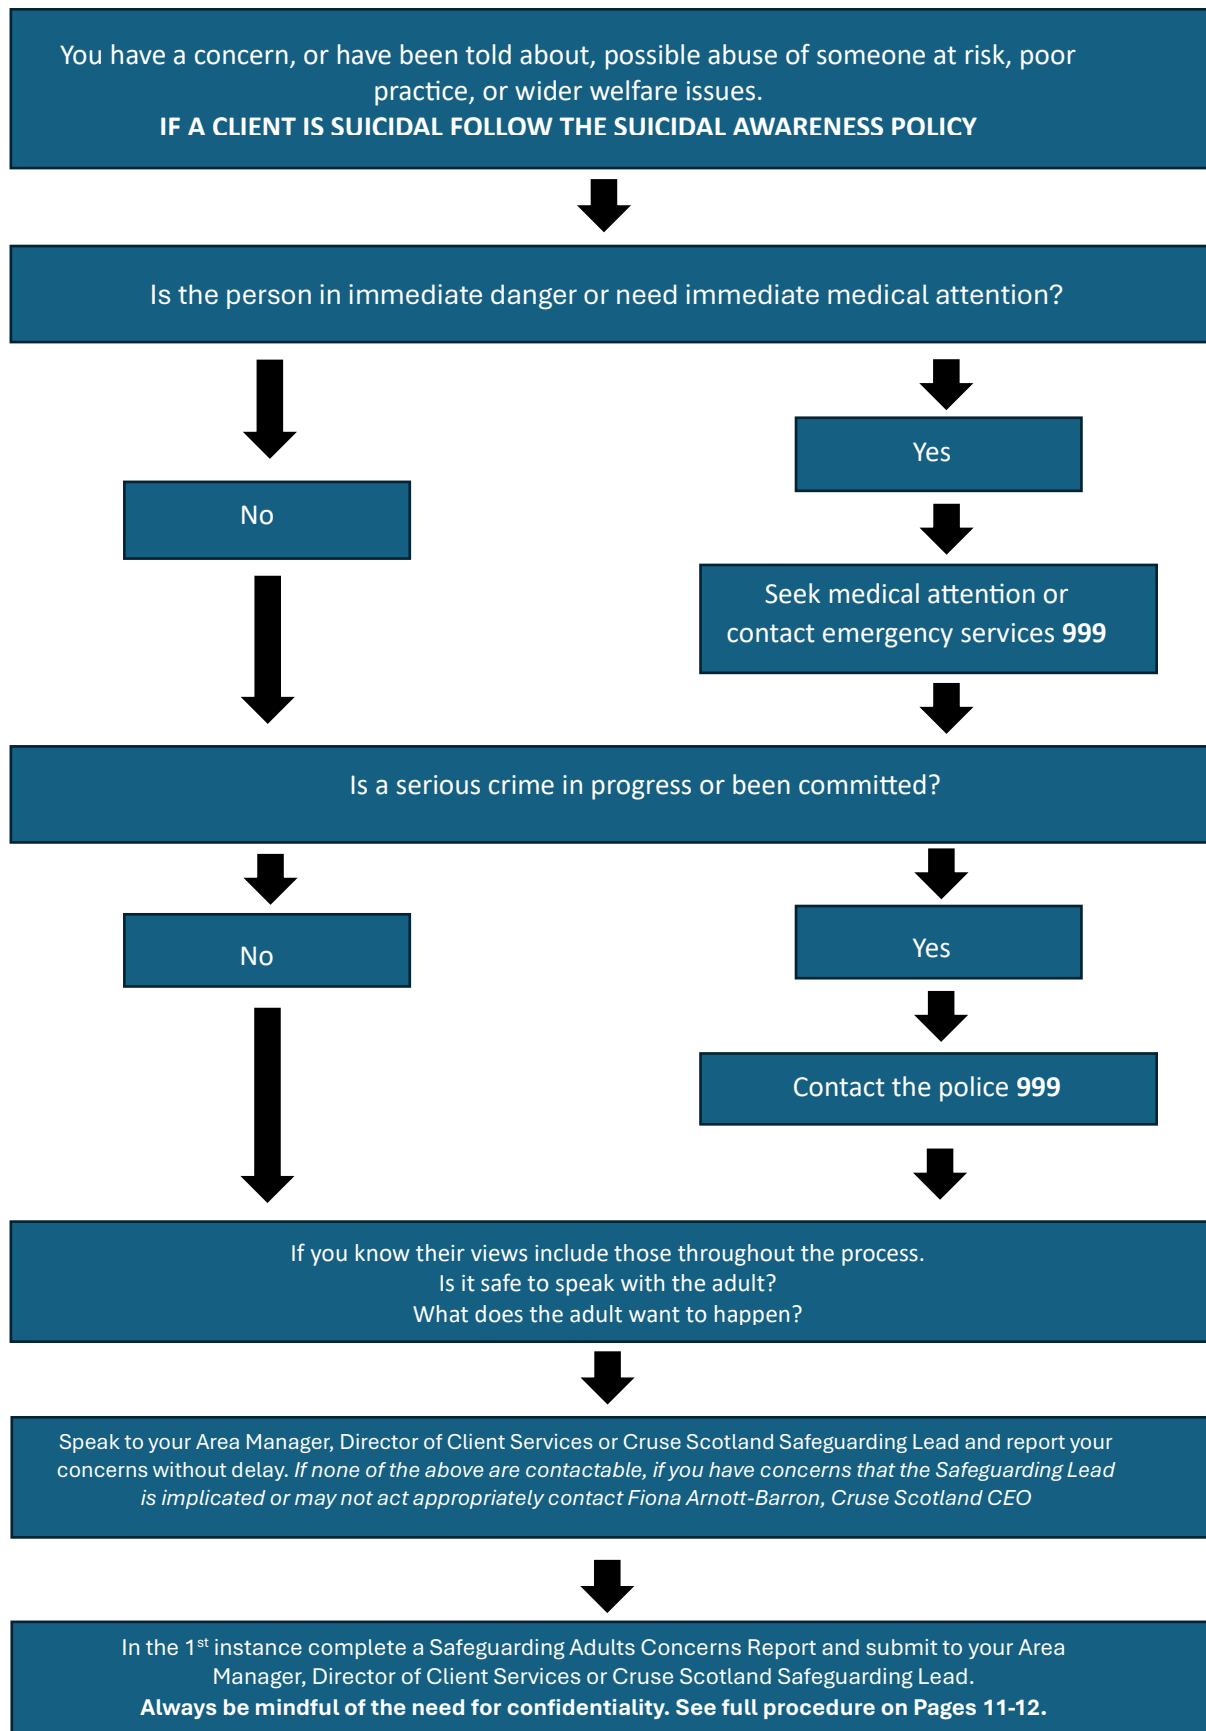 You have a concern, or have been told about, possible abuse of someone at risk, poor
practice, or wider welfare issues.
IF A CLIENT IS SUICIDAL FOLLOW THE SUICIDAL AWARENESS POLICY
Is the person in immediate danger or need immediate medical attention?
No
Yes
Seek medical attention or
contact emergency services 999
Is a serious crime in progress or been committed?
No
Yes
Contact the police 999
If you know their views include those throughout the process.
Is it safe to speak with the adult?
What does the adult want to happen?
Speak to your Area Manager, Director of Client Services or Cruse Scotland Safeguarding Lead and report your
concerns without delay. If none of the above are contactable, if you have concerns that the Safeguarding Lead
is implicated or may not act appropriately contact Fiona Arnott-Barron, Cruse Scotland CEO
In the 1st instance complete a Safeguarding Adults Concerns Report and submit to your Area
Manager, Director of Client Services or Cruse Scotland Safeguarding Lead.
Always be mindful of the need for confidentiality. See full procedure on Pages 11-12.